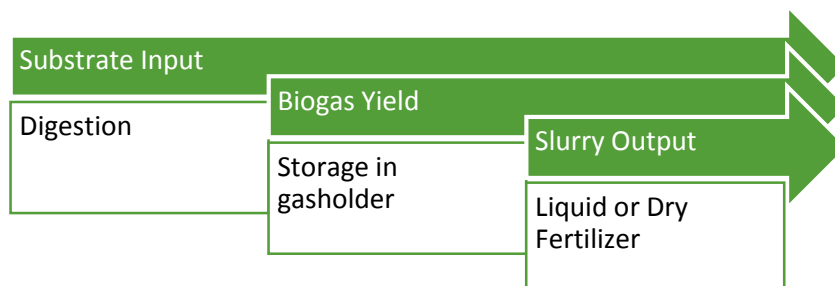 Substrate Input
Digestion
Biogas Yield
Storage in
gasholder
Slurry Output
Liquid or Dry
Fertilizer